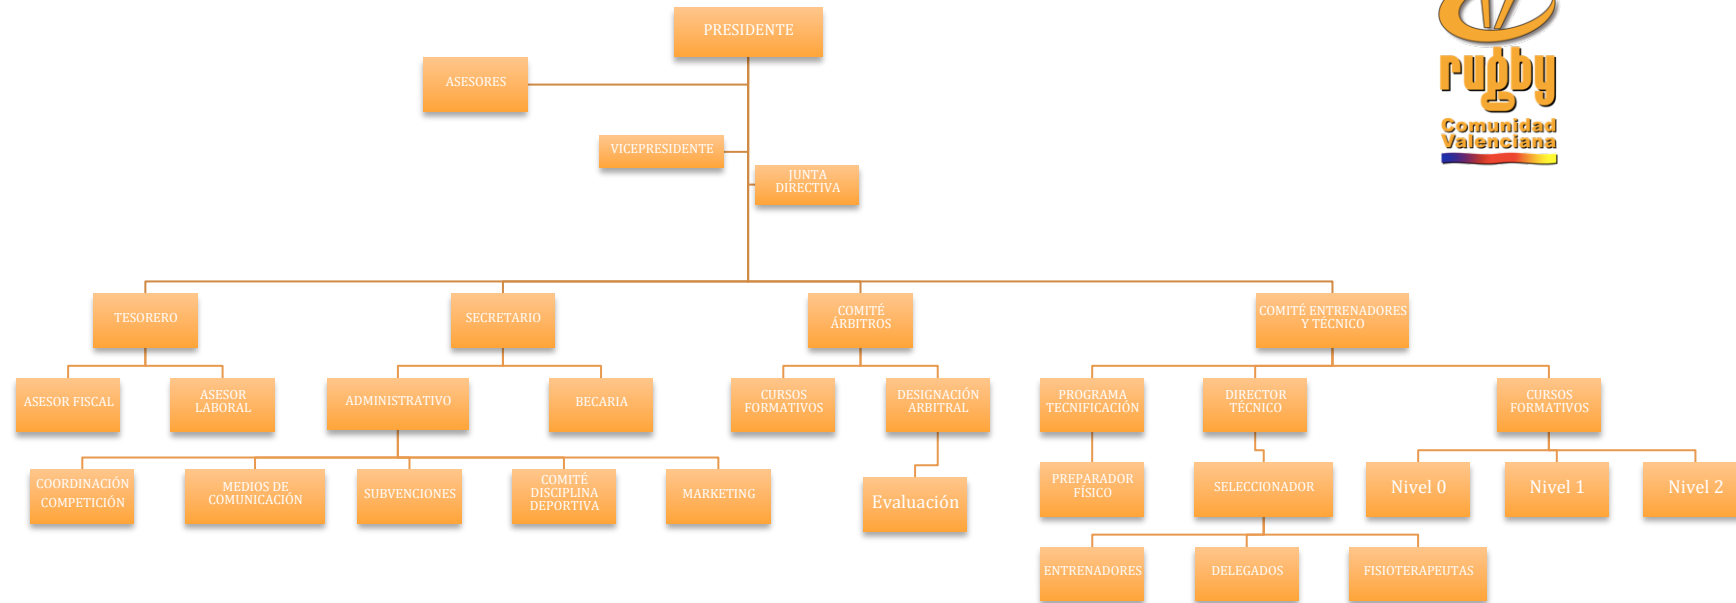 PRESIDENTE
ASESORES
VICEPRESIDENTE
JUNTA
DIRECTIVA
rugby
Comunidad
Valenciana
TESORERO
SECRETARIO
COMITÉ
ÁRBITROS
COMITÉ ENTRENADORES
Y TÉCNICO
ASESOR FISCAL
ASESOR
LABORAL
ADMINISTRATIVO
BECARIA
CURSOS
FORMATIVOS
DESIGNACIÓN
ARBITRAL
PROGRAMA
TECNIFICACIÓN
DIRECTOR
TÉCNICO
CURSOS
FORMATIVOS
COORDINACIÓN
COMPETICIÓN
MEDIOS DE
COMUNICACIÓN
SUBVENCIONES
COMITÉ
DISCIPLINA
DEPORTIVA
MARKETING
Evaluación
PREPARADOR
FÍSICO
SELECCIONADOR
Nivel 0
Nivel 1
Nivel 2
ENTRENADORES
DELEGADOS
FISIOTERAPEUTAS